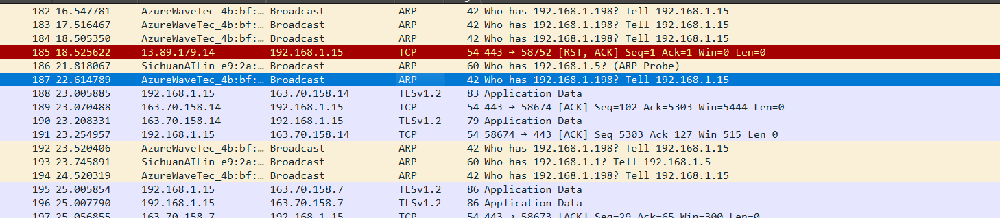 182 16.547781 AzureWaveTec_4b:bf:… Broadcast ARP 42 Who has 192.168.1.198? Tell 192.168.1.15
183 17.516467 AzureWaveTec_4b:bf:… Broadcast ARP 42 Who has 192.168.1.198? Tell 192.168.1.15
184 18.505350 AzureWaveTec_4b:bf:… Broadcast ARP 42 Who has 192.168.1.198? Tell 192.168.1.15
185 18.525622 13.89.179.14 192.168.1.15 TCP 54 443 → 58752 [RST, ACK] Seq=1 Ack=1 Win=0 Len=0
186 21.818067 SichuanAILin_e9:2a:… Broadcast ARP 60 Who has 192.168.1.5? (ARP Probe)
187 22.614789 AzureWaveTec_4b:bf:… Broadcast ARP 42 Who has 192.168.1.198? Tell 192.168.1.15
188 23.005885 192.168.1.15 163.70.158.14 TLSv1.2 83 Application Data
189 23.070488 163.70.158.14 192.168.1.15 TCP 54 443 → 58674 [ACK] Seq=102 Ack=5303 Win=5444 Len=0
190 23.208331 163.70.158.14 192.168.1.15 TLSv1.2 79 Application Data
191 23.254957 192.168.1.15 163.70.158.14 TCP 54 58674 → 443 [ACK] Seq=5303 Ack=127 Win=515 Len=0
192 23.520406 AzureWaveTec_4b:bf:… Broadcast ARP 42 Who has 192.168.1.198? Tell 192.168.1.15
193 23.745891 SichuanAILin_e9:2a:… Broadcast ARP 60 Who has 192.168.1.1? Tell 192.168.1.5
194 24.520319 AzureWaveTec_4b:bf:… Broadcast ARP 42 Who has 192.168.1.198? Tell 192.168.1.15
195 25.005854 192.168.1.15 163.70.158.7 TLSv1.2 86 Application Data
196 25.007790 192.168.1.15 163.70.158.7 TLSv1.2 86 Application Data
197 25.056855 163.70.158.7 192.168.1.15 TCP 54 443 → 58673 [ACK] Seq=29 Ack=65 Win=300 Len=0